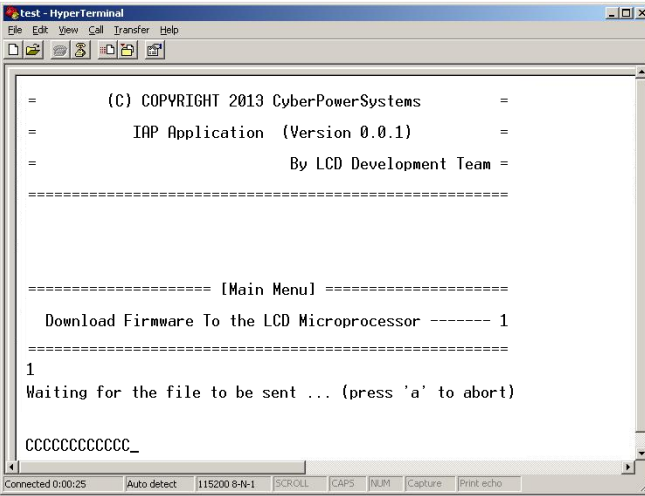 test - HyperTerminal
File Edit View Call Transfer Help
= (C) COPYRIGHT 2013 CyberPowerSystems =
= IAP Application (Version 0.0.1) =
= By LCD Development Team =
=======================================================
===================== [Main Menu] =====================
Download Firmware To the LCD Microprocessor ------- 1
=======================================================
1
Waiting for the file to be sent ... (press 'a' to abort)
CCCCCCCCCCCC_
Connected 0:00:25 Auto detect 115200 8-N-1 SCROLL CAPS NUM Capture Print echo